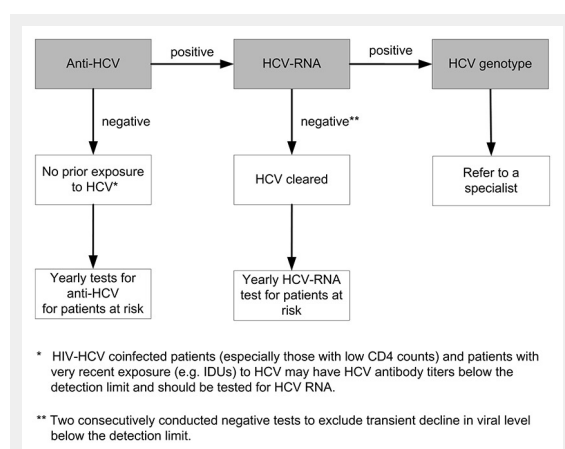 Anti-HCV
positive
HCV-RNA
positive
HCV genotype
negative
negative**
No prior exposure
to HCV*
HCV cleared
Refer to a
specialist
Yearly tests for
anti-HCV
for patients at risk
Yearly HCV-RNA
test for patients at
risk
* HIV-HCV coinfected patients (especially those with low CD4 counts) and patients with
very recent exposure (e.g. IDUs) to HCV may have HCV antibody titers below the
detection limit and should be tested for HCV RNA.
** Two consecutively conducted negative tests to exclude transient decline in viral level
below the detection limit.